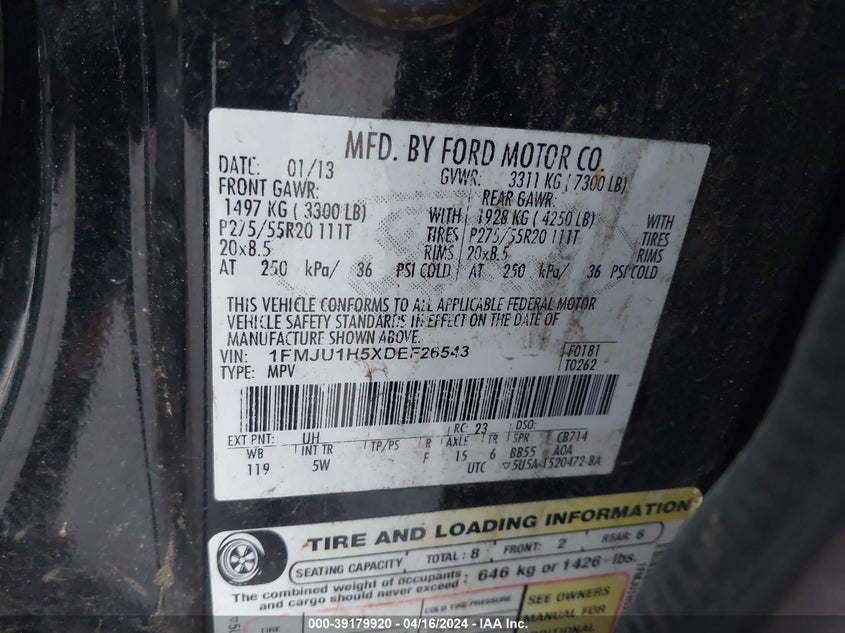 MFD. BY FORD MOTOR CO.
DATE: 01/13 GVWR: 3311 KG ( 7300 LB)
FRONT GAWR: REAR GAWR:
1497 KG ( 3300 LB) WITH 1928 KG ( 4250 LB) WITH
P275/55R20 111T TIRES P275/55R20 111T TIRES
20x8.5 RIMS 20x8.5 RIMS
AT 250 kPa/ 36 PSI COLD AT 250 kPa/ 36 PSI COLD
THIS VEHICLE CONFORMS TO ALL APPLICABLE FEDERAL MOTOR
VEHICLE SAFETY STANDARDS IN EFFECT ON THE DATE OF
MANUFACTURE SHOWN ABOVE.
VIN: 1FMJU1H5XDEF26543 F0181
TYPE: MPV T0262
EXT PNT: UH RC: 23 DSO:
WB INT TR TP/PS R AXLE TR SPR CB714
119 5W F 15 6 BB55 AOA
UTC ▽5U5A-1520472-BA
TIRE AND LOADING INFORMATION
SEATING CAPACITY TOTAL: 8 FRONT: 2 REAR: 6
The combined weight of occupants
and cargo should never exceed : 646 kg or 1426 lbs.
TIRE COLD TIRE PRESSURE SEE OWNERS
MANUAL FOR
000-39179920 - 04/16/2024 - IAA Inc.